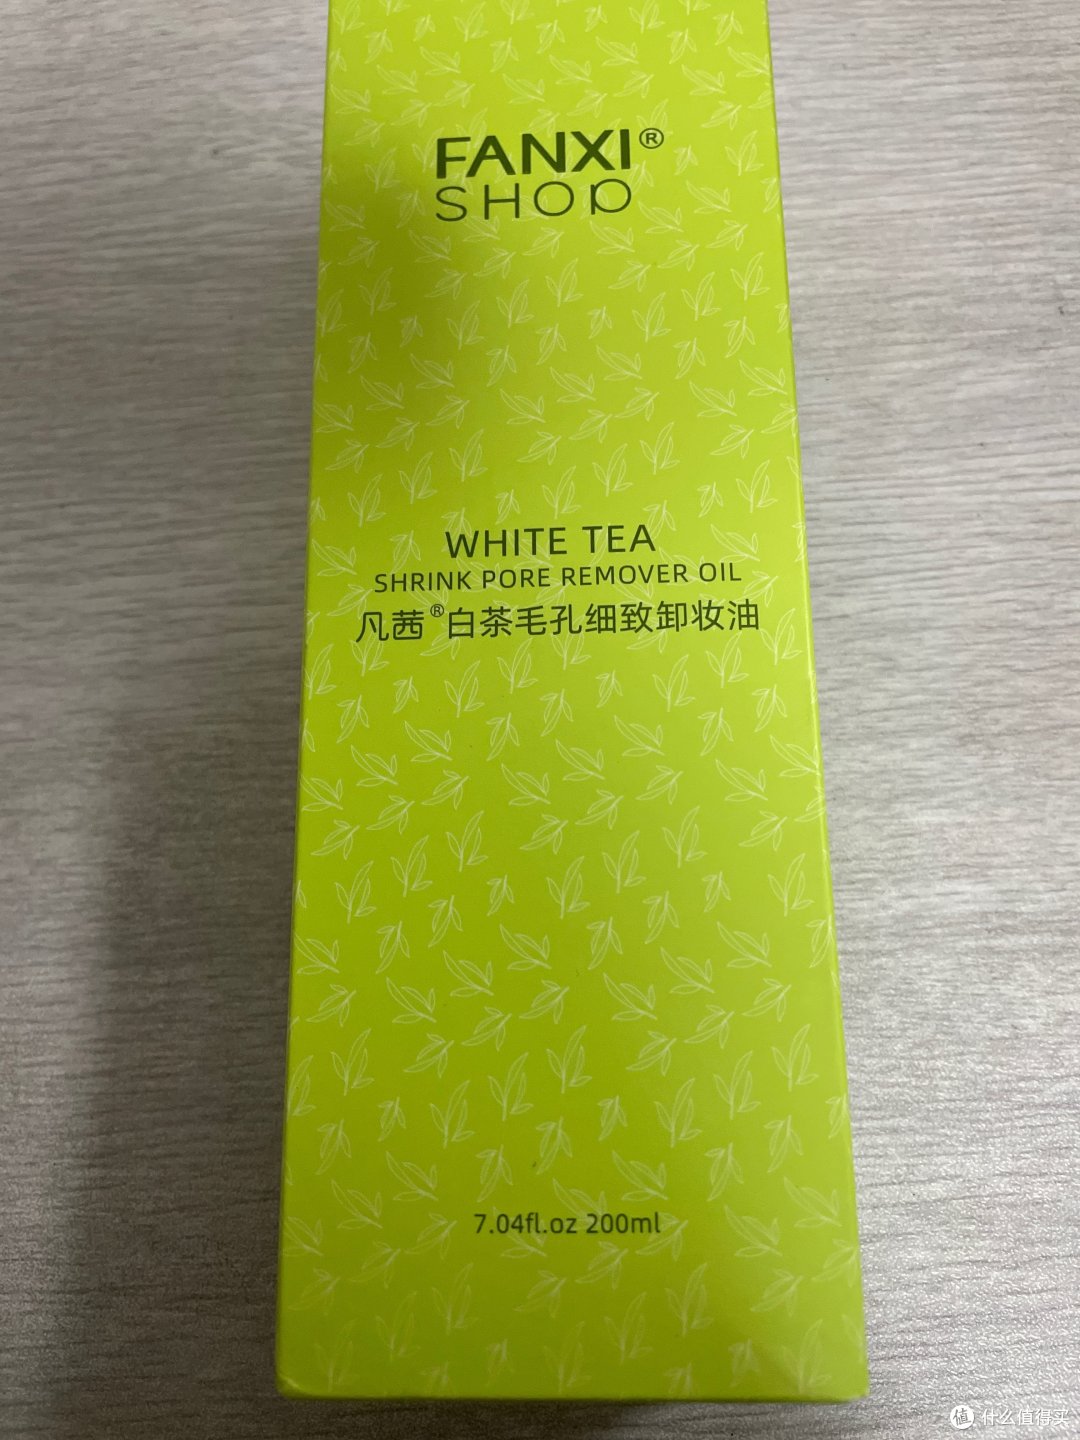 FANXI®
SHOP
WHITE TEA
SHRINK PORE REMOVER OIL
凡茜®白茶毛孔细致卸妆油
7.04fl.oz 200ml
值 什么值得买